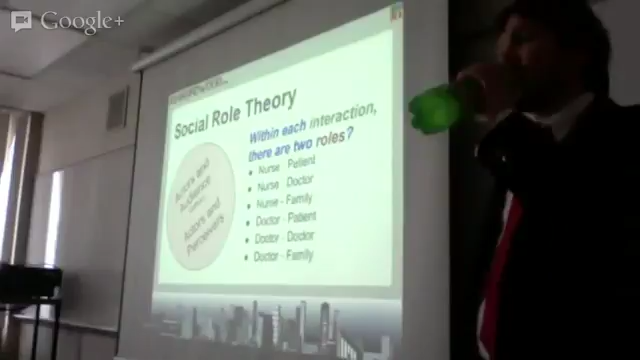 Google+
Social Role Theory
Within each interaction,
there are two roles?
Actors and
Audience
Actors and
Perceivers
• Nurse - Patient
• Nurse - Doctor
• Nurse - Family
• Doctor - Patient
• Doctor - Doctor
• Doctor - Family